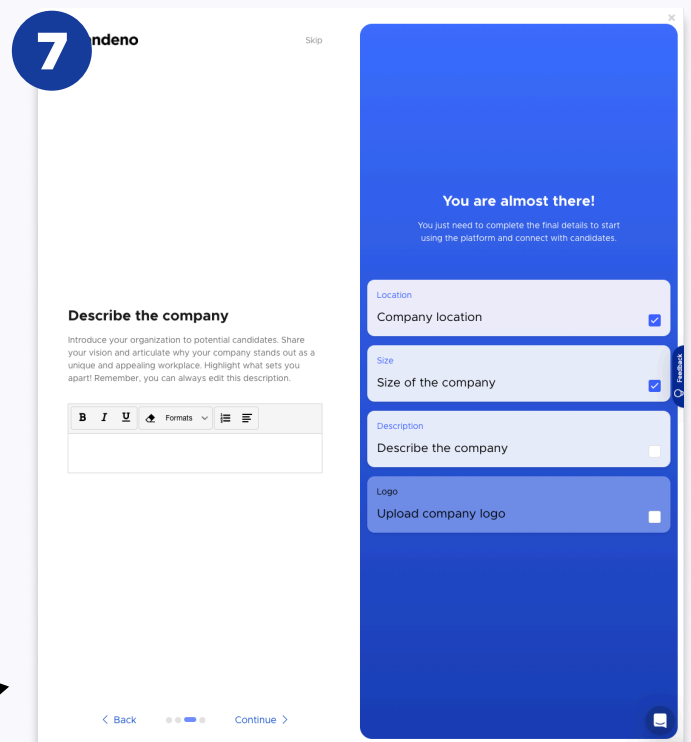 7
ndeno
Skip
Describe the company
Introduce your organization to potential candidates. Share
your vision and articulate why your company stands out as a
unique and appealing workplace. Highlight what sets you
apart! Remember, you can always edit this description.
B I U Formats
Back
Continue
You are almost there!
You just need to complete the final details to start
using the platform and connect with candidates.
Location
Company location
Size
Size of the company
Description
Describe the company
Logo
Upload company logo
Feedback